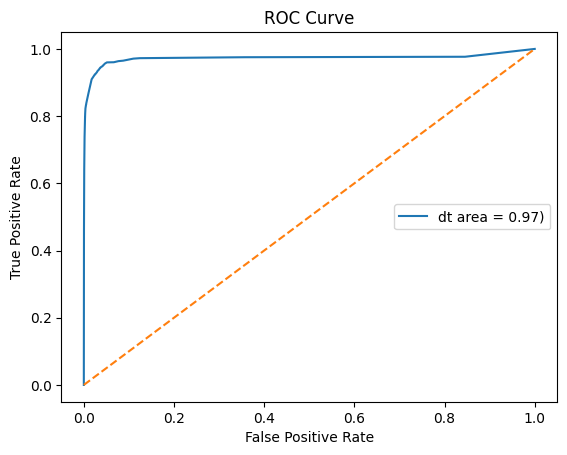 ROC Curve
True Positive Rate
1.0
0.8
0.6
0.4
0.2
0.0
dt area = 0.97)
0.0 0.2 0.4 0.6 0.8 1.0
False Positive Rate